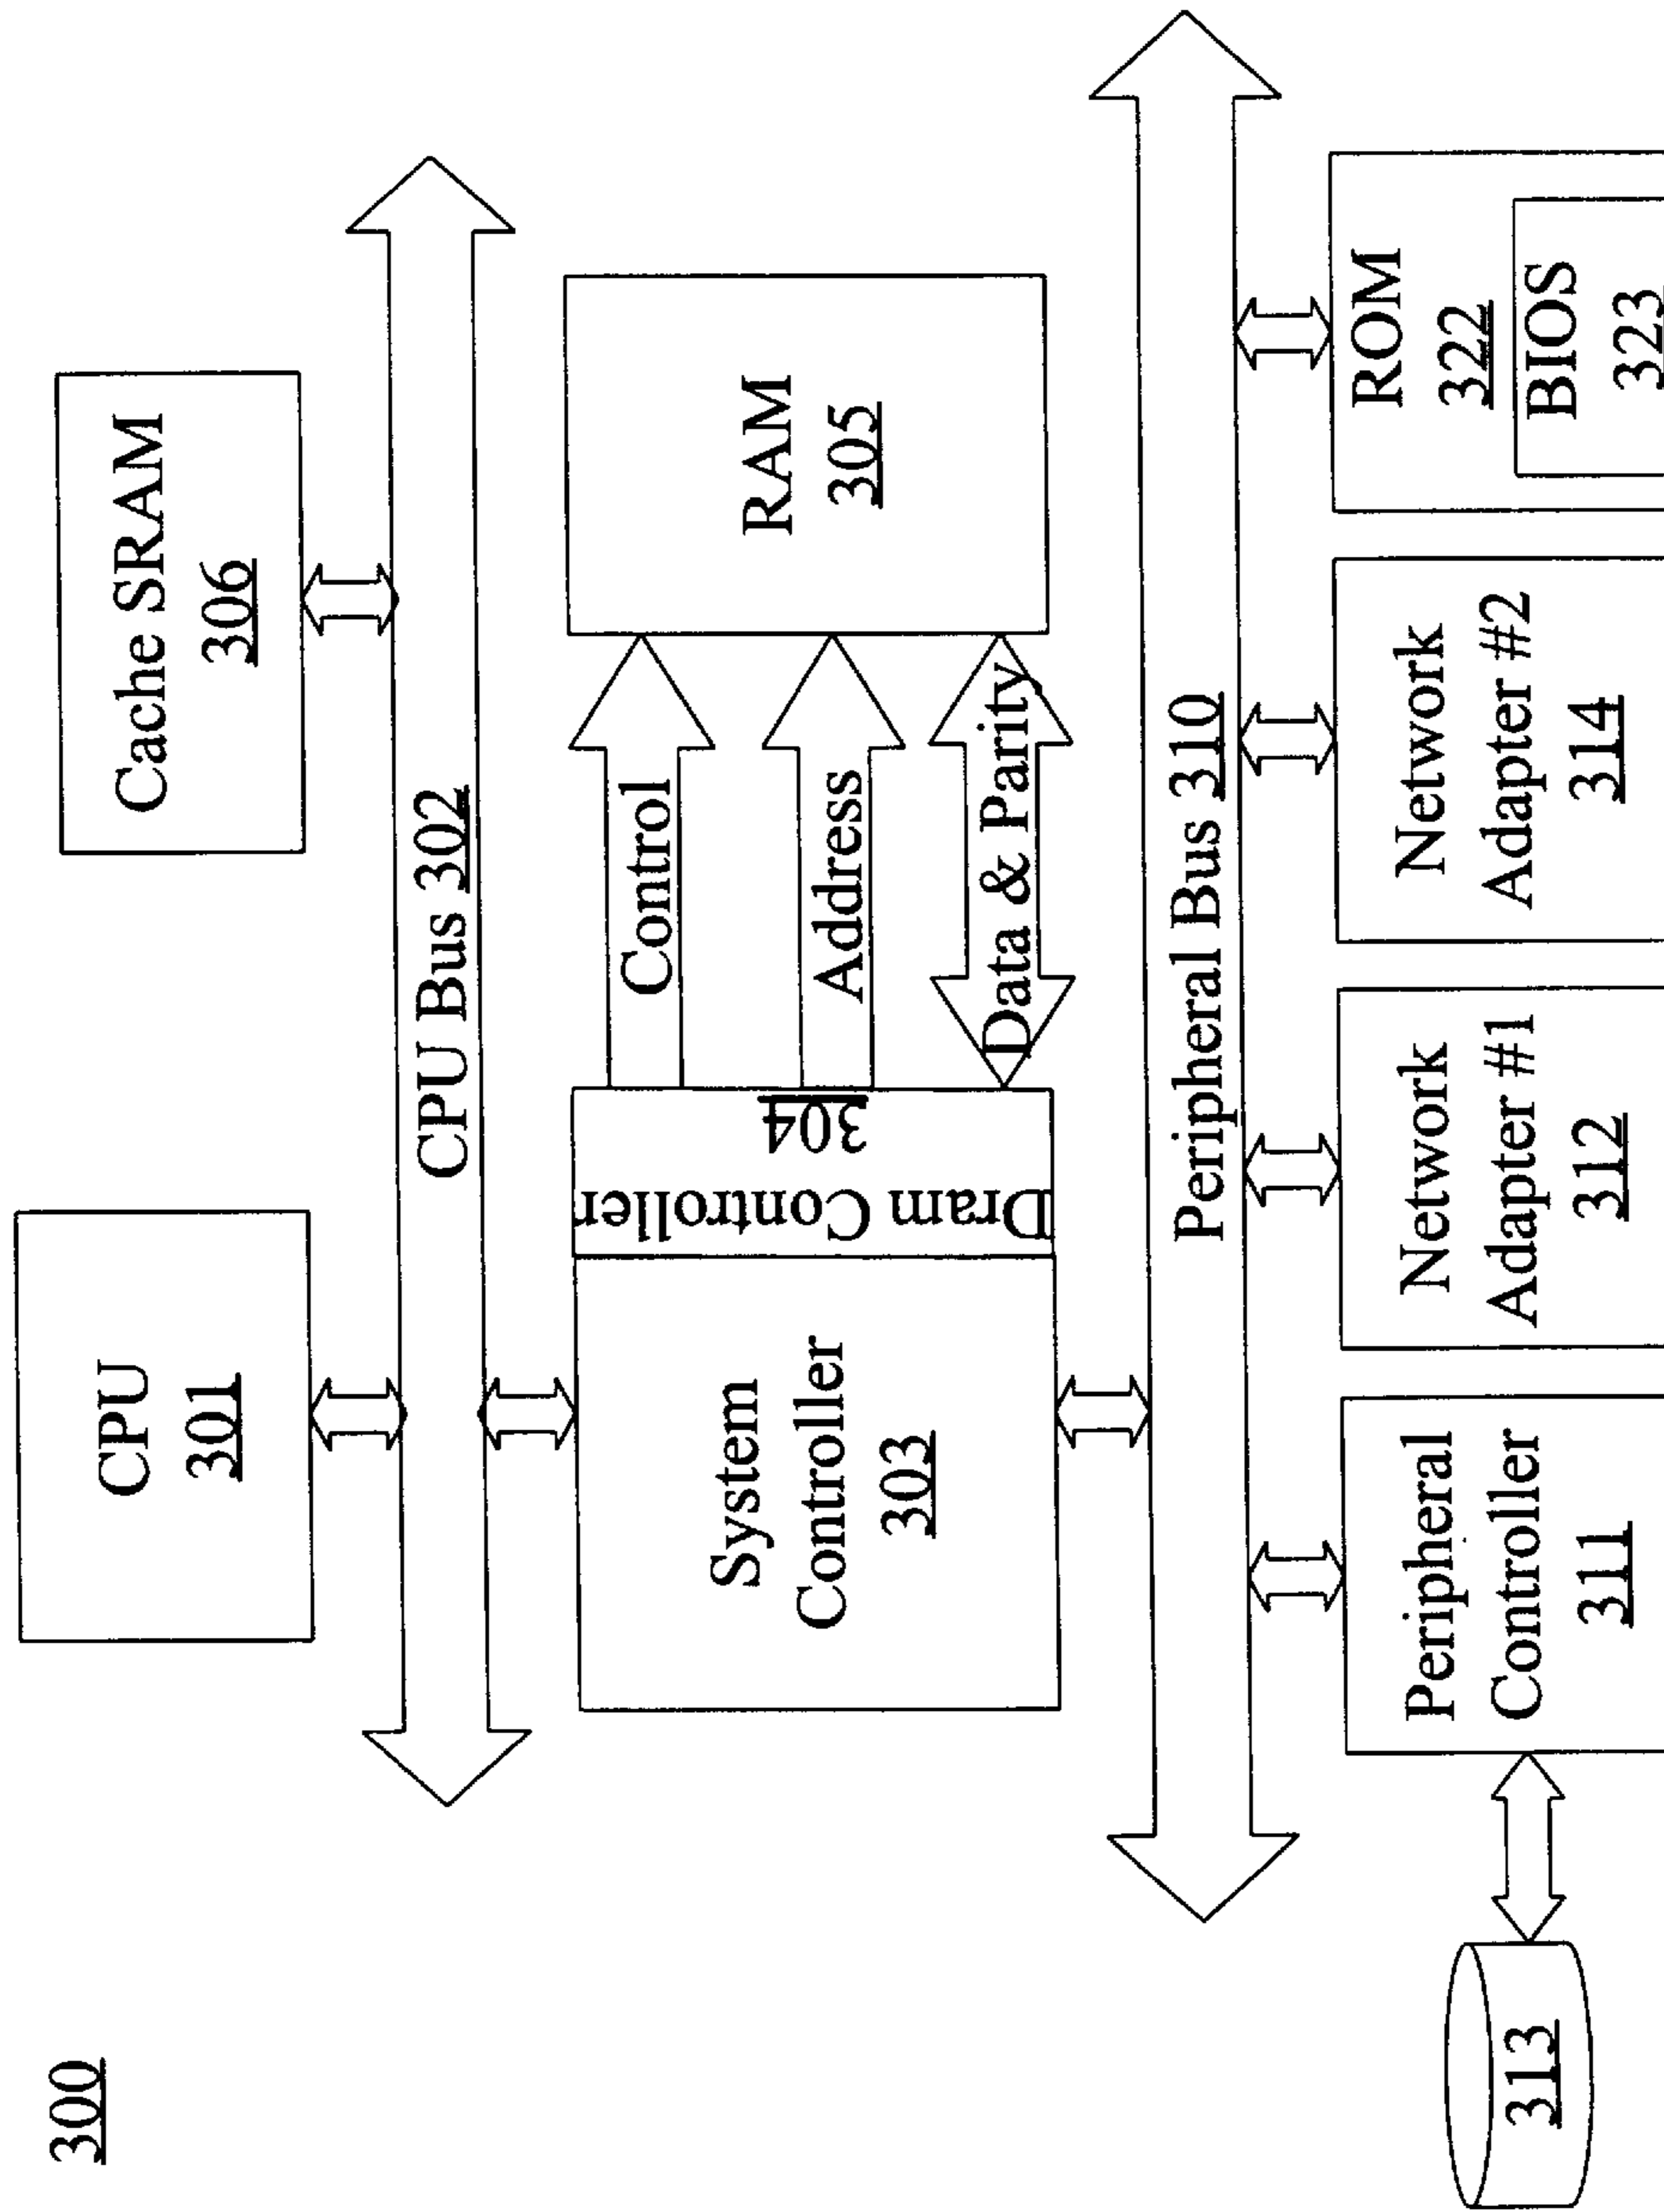 300
CPU
301
Cache SRAM
306
CPU Bus 302
System
Controller
303
Dram Controller
304
Control
Address
Data & Parity
RAM
305
Peripheral Bus 310
313
Peripheral
Controller
311
Network
Adapter #1
312
Network
Adapter #2
314
ROM
322
BIOS
323